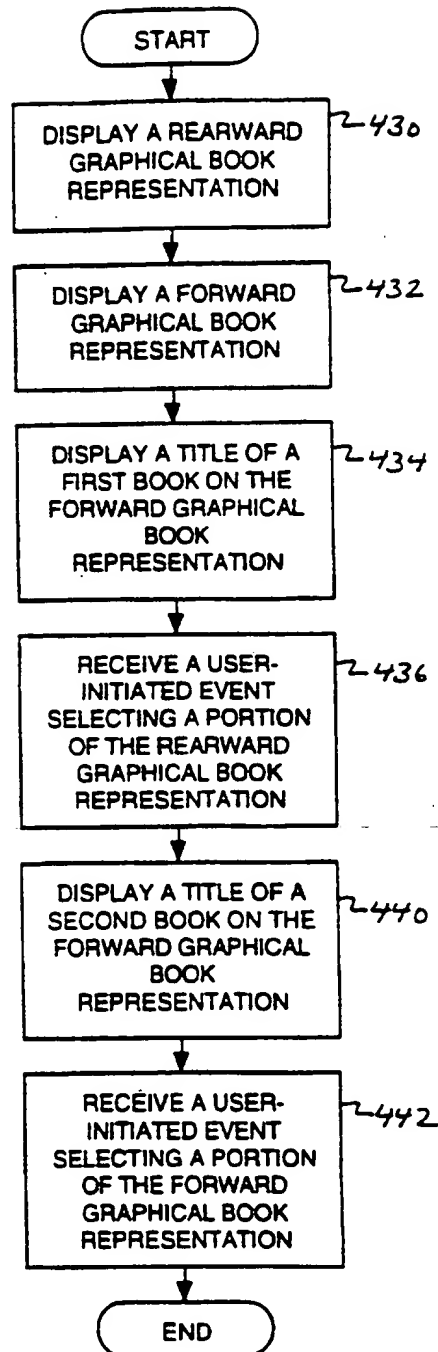 START
DISPLAY A REARWARD
GRAPHICAL BOOK
REPRESENTATION
430
DISPLAY A FORWARD
GRAPHICAL BOOK
REPRESENTATION
432
DISPLAY A TITLE OF A
FIRST BOOK ON THE
FORWARD GRAPHICAL
BOOK
REPRESENTATION
434
RECEIVE A USER-
INITIATED EVENT
SELECTING A PORTION
OF THE REARWARD
GRAPHICAL BOOK
REPRESENTATION
436
DISPLAY A TITLE OF A
SECOND BOOK ON THE
FORWARD GRAPHICAL
BOOK
REPRESENTATION
440
RECEIVE A USER-
INITIATED EVENT
SELECTING A PORTION
OF THE FORWARD
GRAPHICAL BOOK
REPRESENTATION
442
END